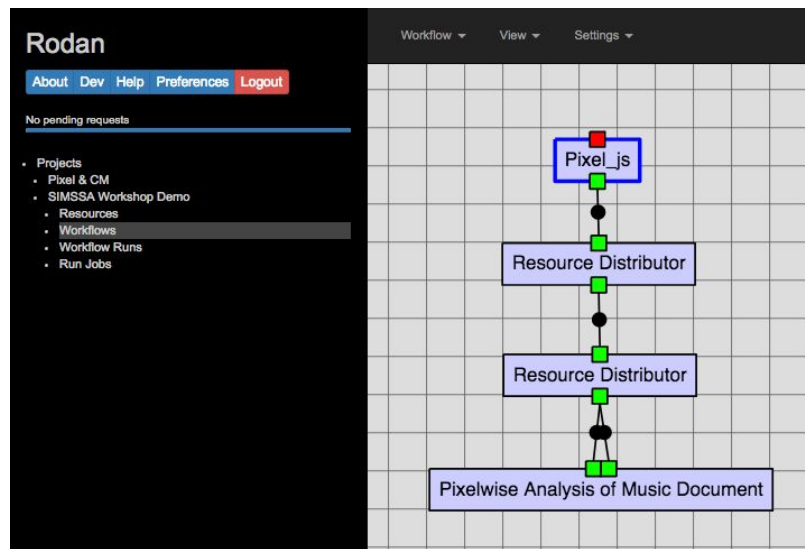 Rodan
About Dev Help Preferences Logout
No pending requests
Projects
Pixel & CM
SIMSSA Workshop Demo
Resources
Workflows
Workflow Runs
Run Jobs
Workflow View Settings
Pixel_js
Resource Distributor
Resource Distributor
Pixelwise Analysis of Music Document